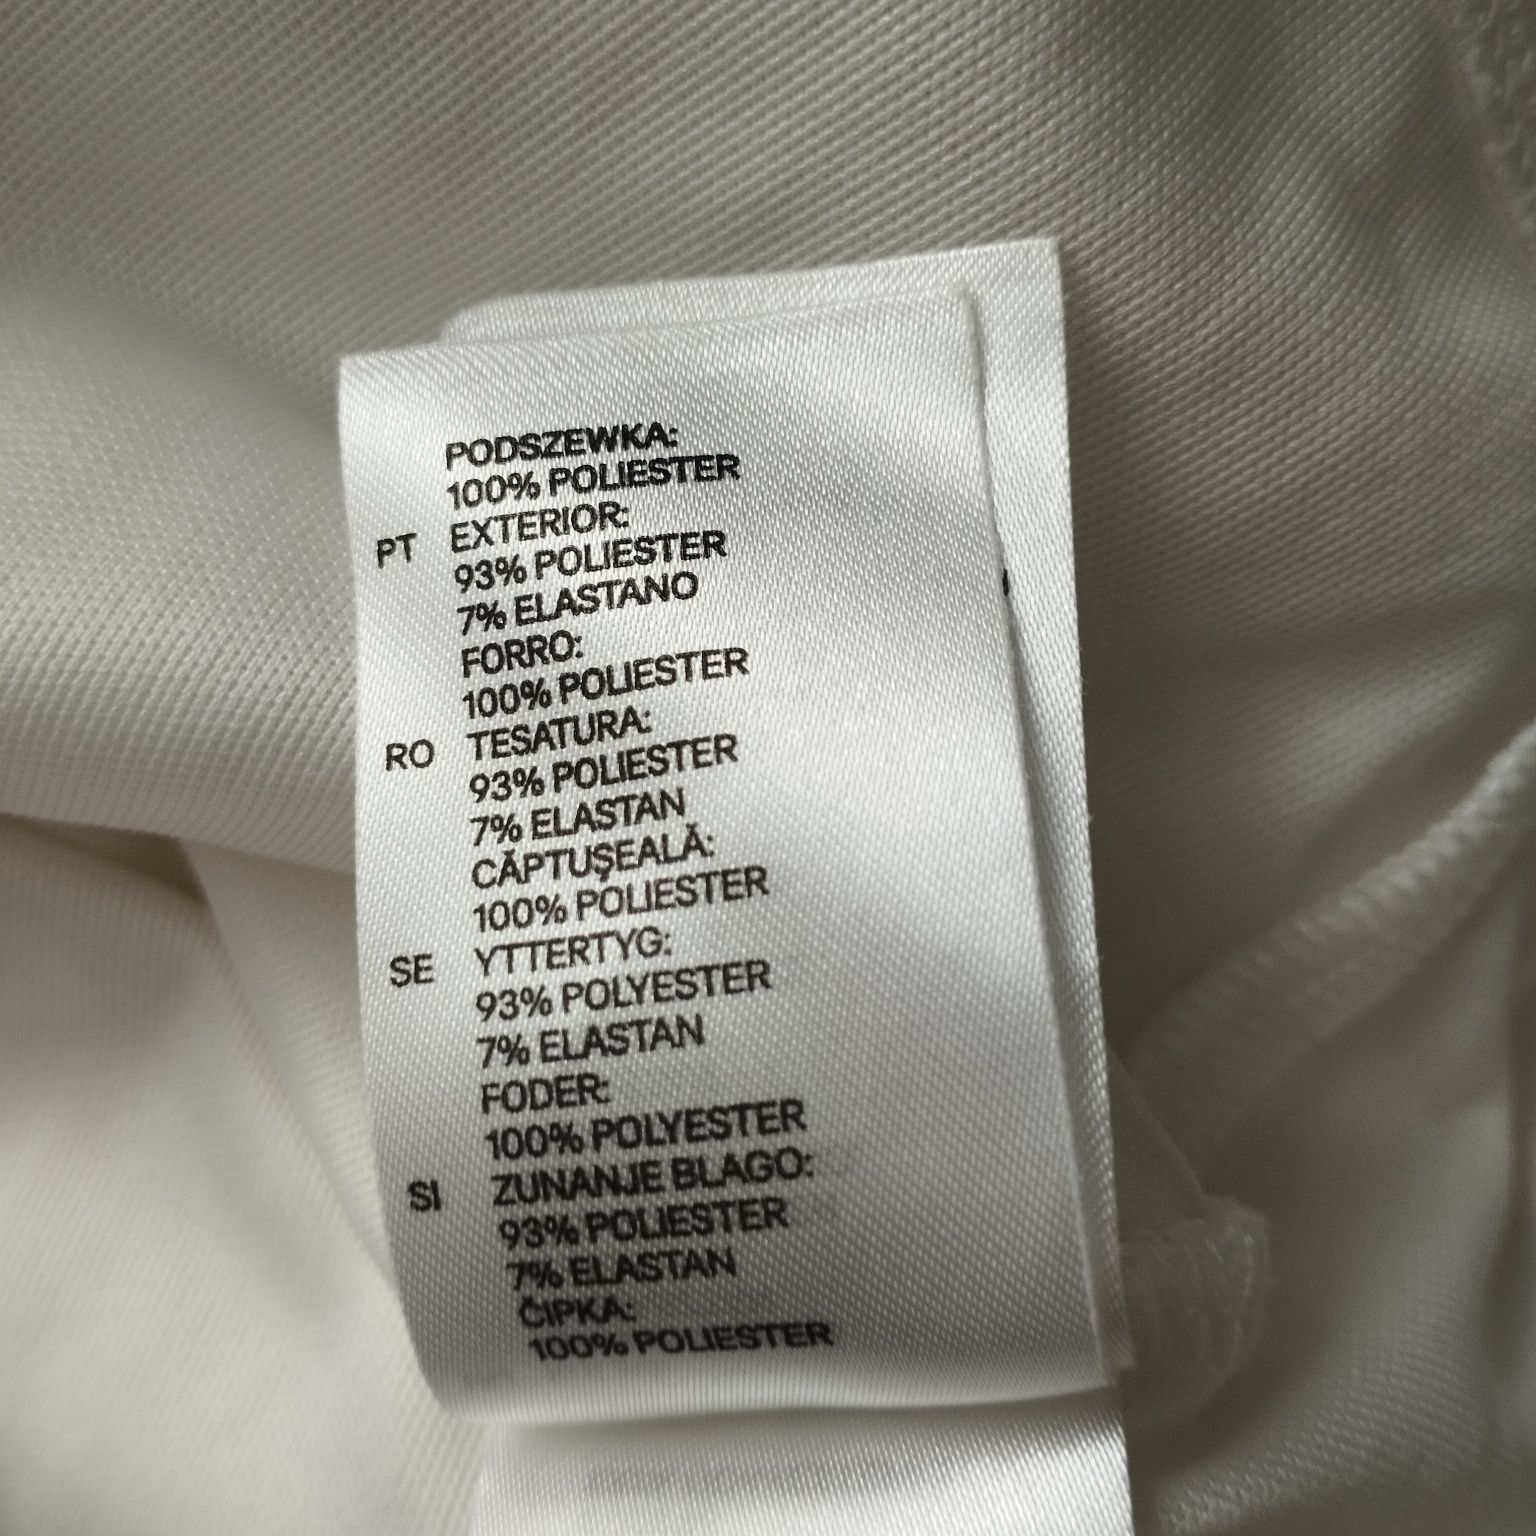 PODSZEWKA:
100% POLIESTER
PT EXTERIOR:
93% POLIESTER
7% ELASTANO
FORRO:
100% POLIESTER
RO TESATURA:
93% POLIESTER
7% ELASTAN
CĂPTUŞEALĂ:
100% POLIESTER
SE YTTERTYG:
93% POLYESTER
7% ELASTAN
FODER:
100% POLYESTER
SI ZUNANJE BLAGO:
93% POLIESTER
7% ELASTAN
ČIPKA:
100% POLIESTER